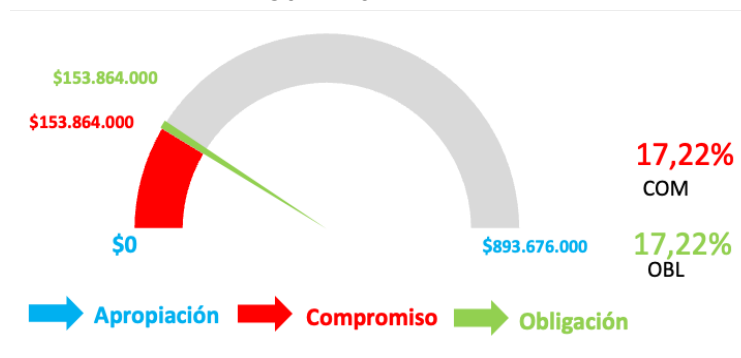 $153.864.000
$153.864.000
17,22%
COM
$0
$893.676.000
17,22%
OBL
Apropiación
Compromiso
Obligación